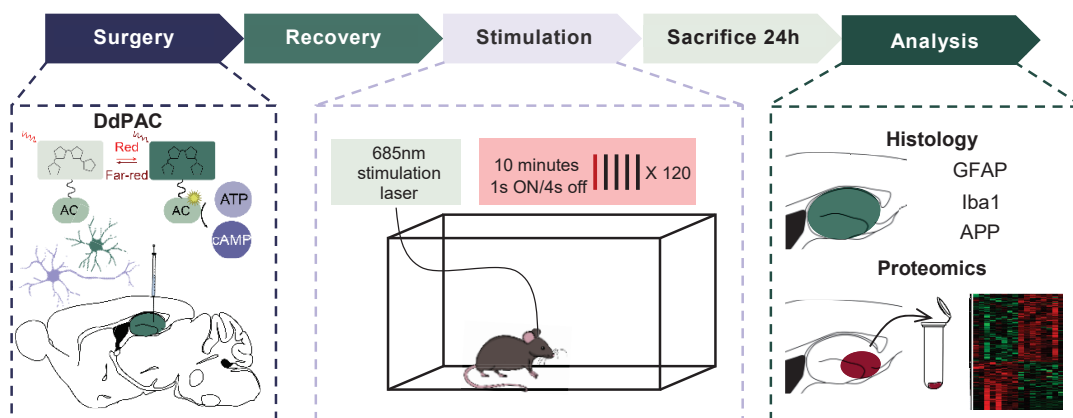 Surgery
Recovery
Stimulation
Sacrifice 24h
Analysis
DdPAC
Red
Far-red
AC
AC
ATP
cAMP
685nm
stimulation
laser
10 minutes
1s ON/4s off
X 120
Histology
GFAP
Iba1
APP
Proteomics